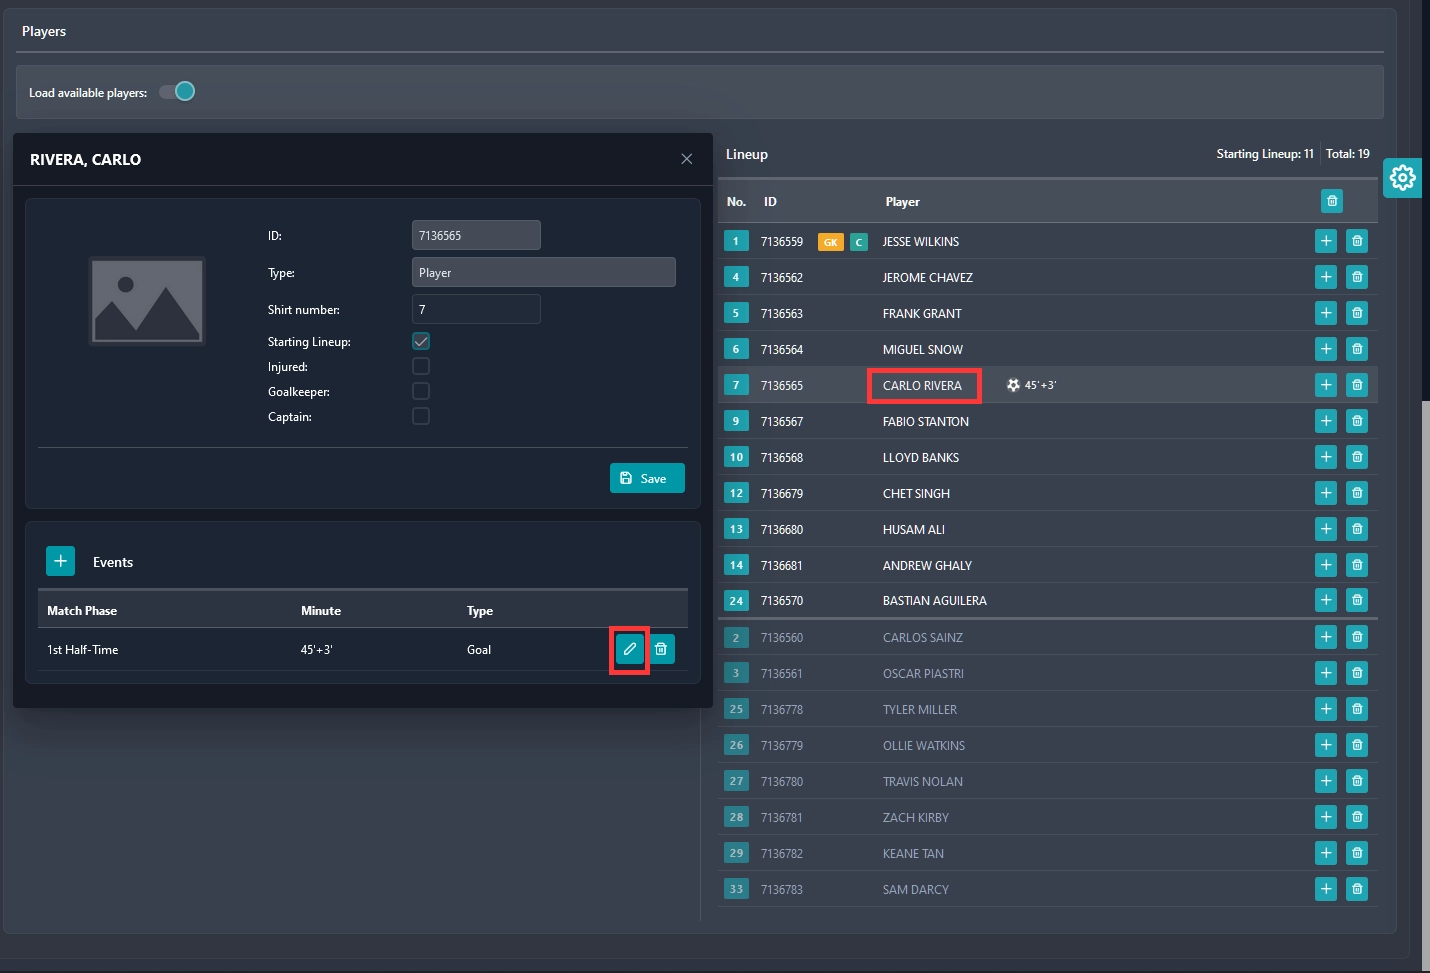 Players
Load available players:
RIVERA, CARLO
ID: 7136565
Type: Player
Shirt number: 7
Starting Lineup:
Injured:
Goalkeeper:
Captain:
Save
Events
Match Phase Minute Type
1st Half-Time 45'+3' Goal
Lineup Starting Lineup: 11 Total: 19
No. ID Player
1 7136559 GK C JESSE WILKINS
4 7136562 JEROME CHAVEZ
5 7136563 FRANK GRANT
6 7136564 MIGUEL SNOW
7 7136565 CARLO RIVERA 45'+3'
9 7136567 FABIO STANTON
10 7136568 LLOYD BANKS
12 7136679 CHET SINGH
13 7136680 HUSAM ALI
14 7136681 ANDREW GHALY
24 7136570 BASTIAN AGUILERA
2 7136560 CARLOS SAINZ
3 7136561 OSCAR PIASTRI
25 7136778 TYLER MILLER
26 7136779 OLLIE WATKINS
27 7136780 TRAVIS NOLAN
28 7136781 ZACH KIRBY
29 7136782 KEANE TAN
33 7136783 SAM DARCY